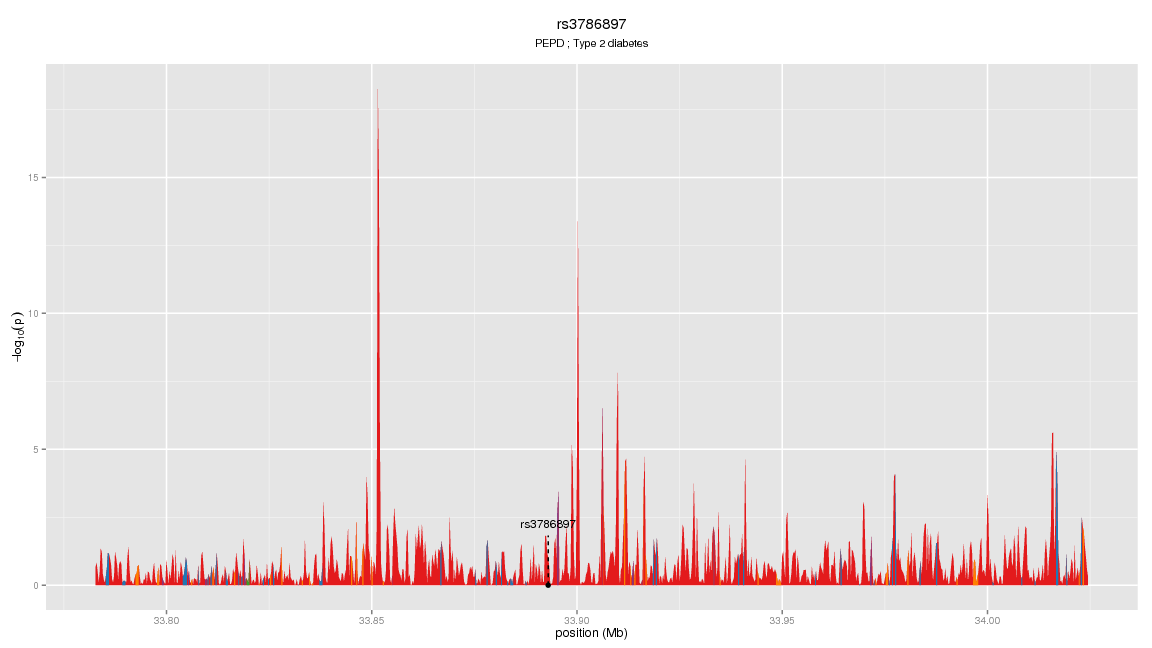 rs3786897
PEPD ; Type 2 diabetes
15
10
5
0
-log10(p)
rs3786897
33.80
33.85
33.90
33.95
34.00
position (Mb)